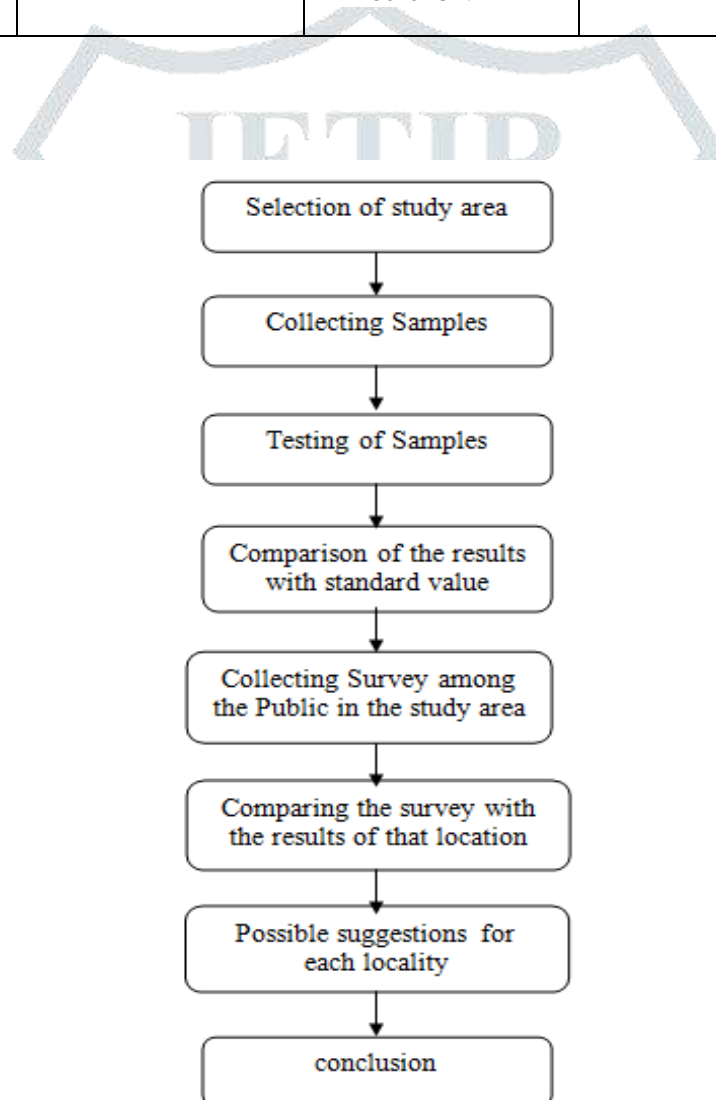 Selection of study area
Collecting Samples
Testing of Samples
Comparison of the results
with standard value
Collecting Survey among
the Public in the study area
Comparing the survey with
the results of that location
Possible suggestions for
each locality
conclusion